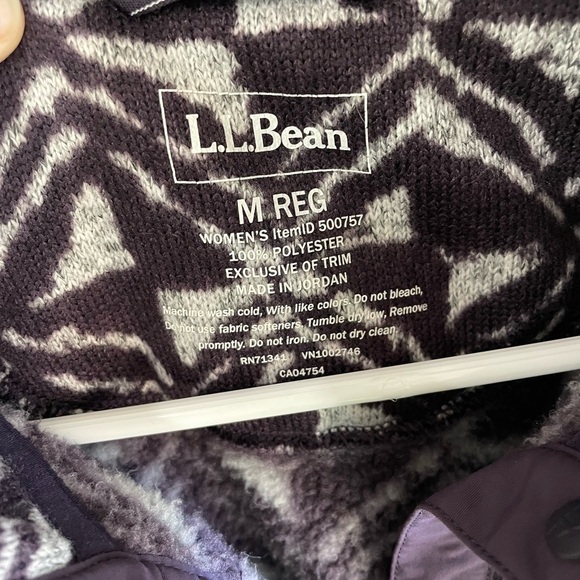 L.L.Bean
M REG
WOMEN'S ItemID 500757
100% POLYESTER
EXCLUSIVE OF TRIM
MADE IN JORDAN
Machine wash cold, With like colors. Do not bleach,
Do not use fabric softeners. Tumble dry low, Remove
promptly. Do not iron. Do not dry clean.
RN71341 VN1002746
CA04754